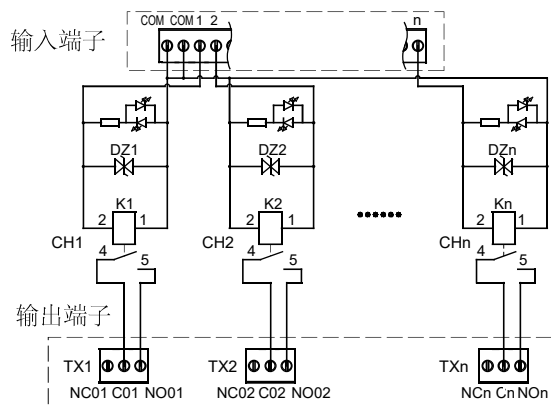 COM COM 1 2 n
输入端子
DZ1 DZ2 DZn
K1 K2 Kn
2 1 2 1 2 1
CH1 CH2 CHn
4 5 4 5 4 5
输出端子
TX1 TX2 TXn
NC01 C01 NO01 NC02 C02 NO02 NCn Cn NOn